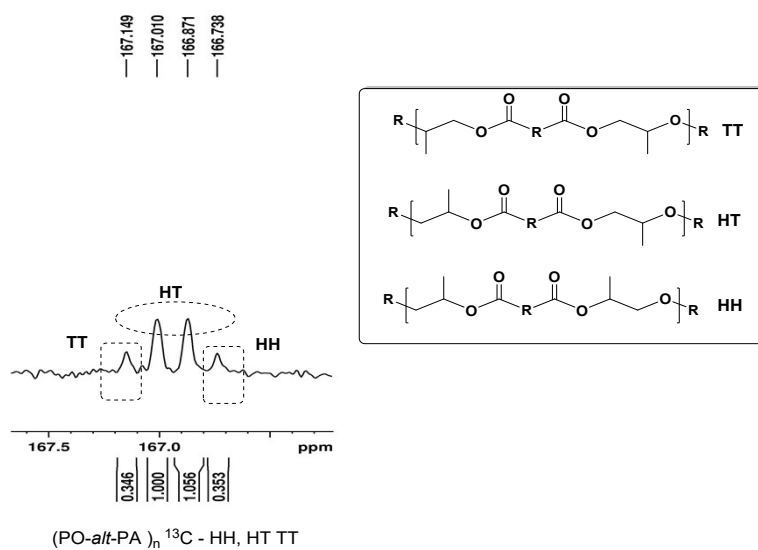 167.149
167.010
166.871
166.738
O O
R O R O O R TT
O O
R O R O O R HT
O O
R O R O O R HH
HT
TT HH
167.5 167.0 ppm
0.346 1.000 1.056 0.353
(PO-alt-PA )n 13C - HH, HT TT